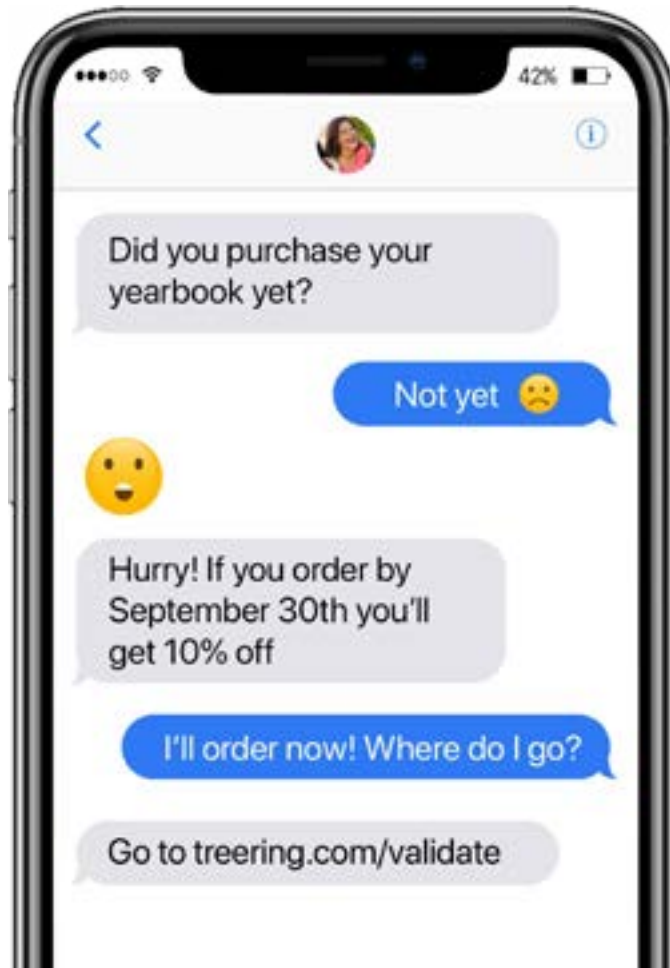 42%
Did you purchase your
yearbook yet?
Not yet 🙁
😮
Hurry! If you order by
September 30th you'll
get 10% off
I'll order now! Where do I go?
Go to treering.com/validate